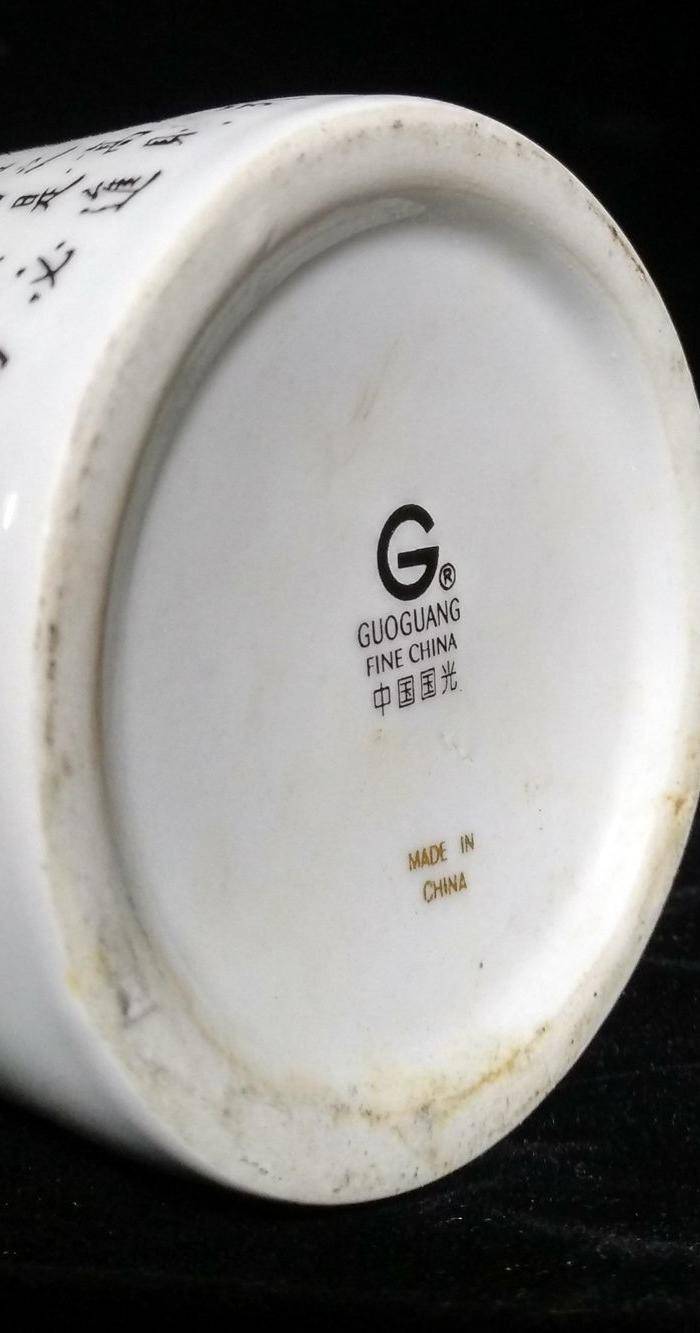 G®
GUOGUANG
FINE CHINA
中国国光
MADE IN
CHINA